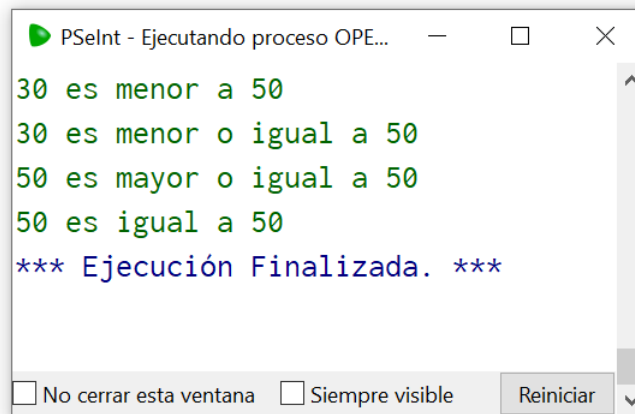 PSeInt - Ejecutando proceso OPE...
30 es menor a 50
30 es menor o igual a 50
50 es mayor o igual a 50
50 es igual a 50
*** Ejecución Finalizada. ***
No cerrar esta ventana Siempre visible Reiniciar